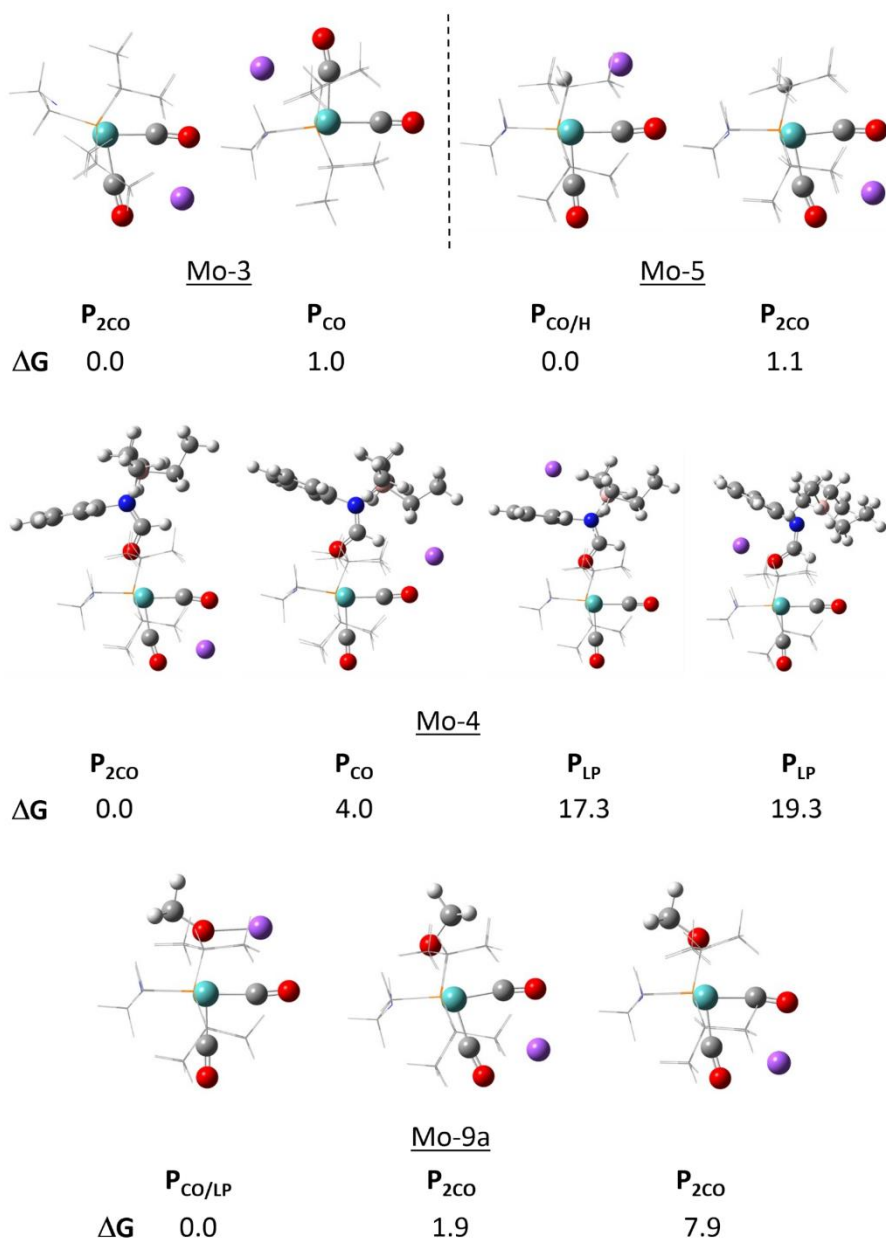 Mo-3 Mo-5
P2CO PCO PCO/H P2CO
ΔG 0.0 1.0 0.0 1.1
Mo-4
P2CO PCO PLP PLP
ΔG 0.0 4.0 17.3 19.3
Mo-9a
PCO/LP P2CO P2CO
ΔG 0.0 1.9 7.9